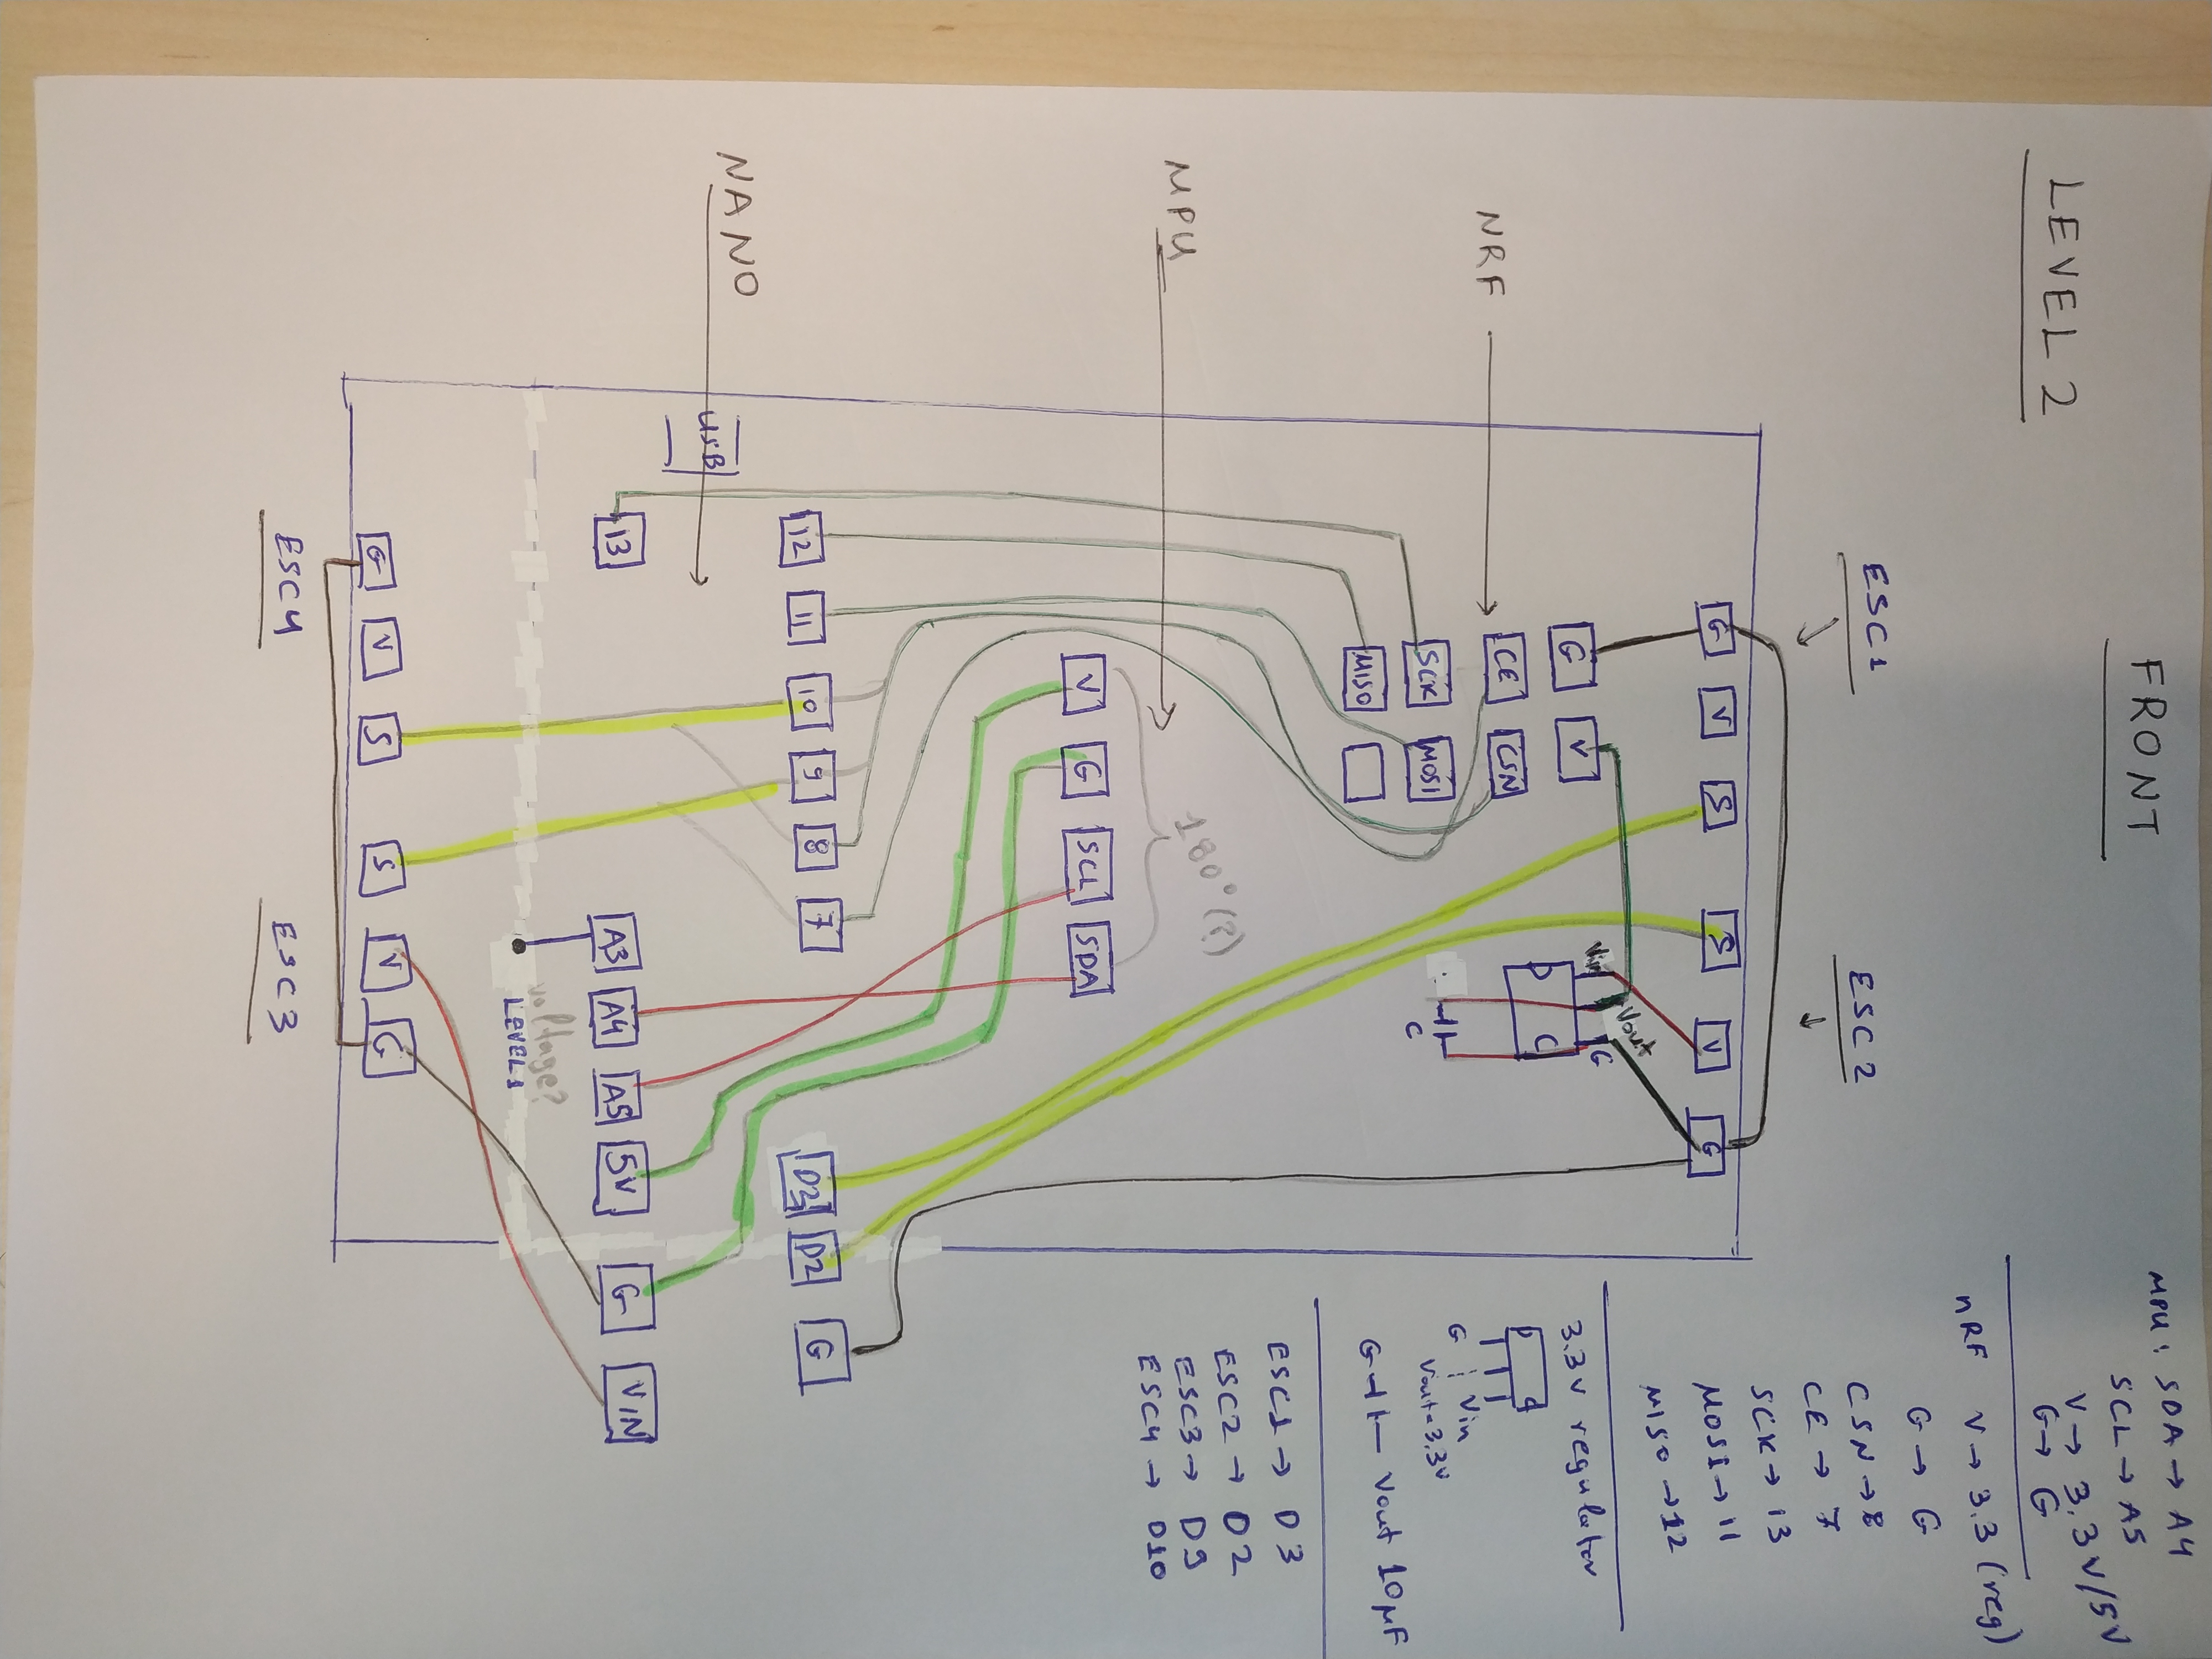 LEVEL 2
FRONT
ESC1
ESC2
G
V
S
S
V
G
NRF
G
V
CE
CSN
SCK
MOSI
MISO
Vin
Vout
G
C
MPU
V
G
SCL
SDA
180° (?)
NANO
USB
12
11
10
9
8
7
D3
D2
G
13
A3
A4
A5
5V
G
VIN
voltage?
LEVEL1
G
V
S
S
V
G
ESC4
ESC3
MPU: SDA → A4
SCL → A5
V → 3.3V/5V
G → G
nRF V → 3.3 (reg)
G → G
CSN → 8
CE → 7
SCK → 13
MOSI → 11
MISO → 12
3.3V regulator
G Vin
Vout=3.3V
G Vout 10μF
ESC1 → D3
ESC2 → D2
ESC3 → D9
ESC4 → D10